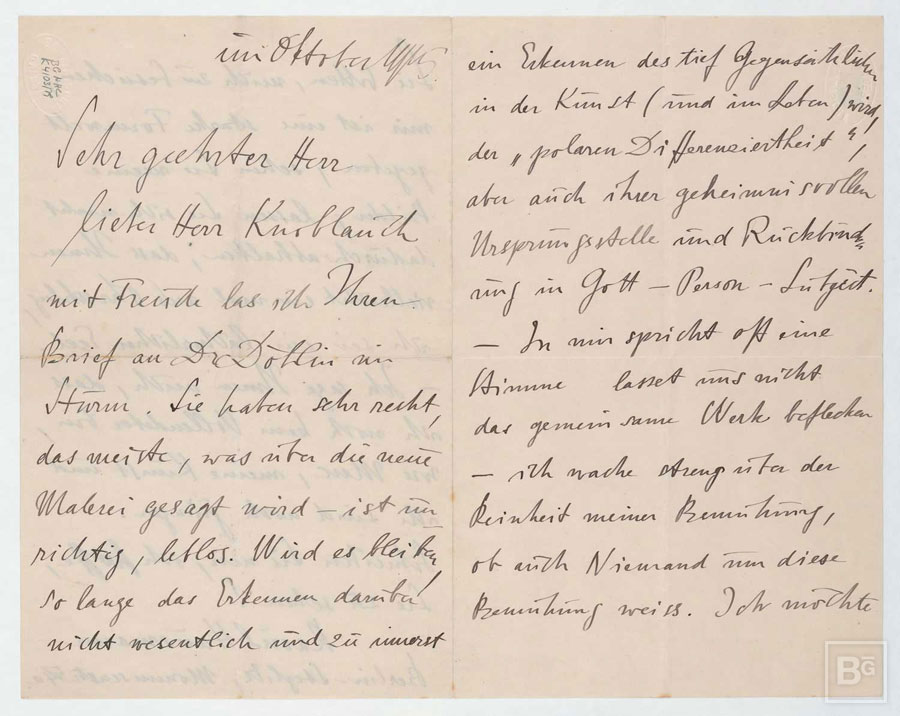 im Oktober
Sehr geehrter Herr
lieber Herr Knoblauch
mit Freude las ich Ihren
Brief an Dr Döblin im
Sturm. Sie haben sehr recht,
das meiste, was über die neue
Malerei gesagt wird – ist un
richtig, leblos. Wird es bleiben,
so lange das Erkennen darüber
nicht wesentlich und zu innerst
ein Erkennen des tief Gegensätzlichen
in der Kunst (und im Leben) wird,
der „polaren Differenziertheit",
aber auch ihrer geheimnisvollen
Ursprungsstelle und Rückbind=
ung in Gott – Person –
– In mir spricht oft eine
Stimme lasset uns nicht
das gemeinsame Werk beflecken
– ich wache streng über der
Reinheit meiner Bemühung,
ob auch Niemand um diese
Bemühung weiss. Ich möchte
BG